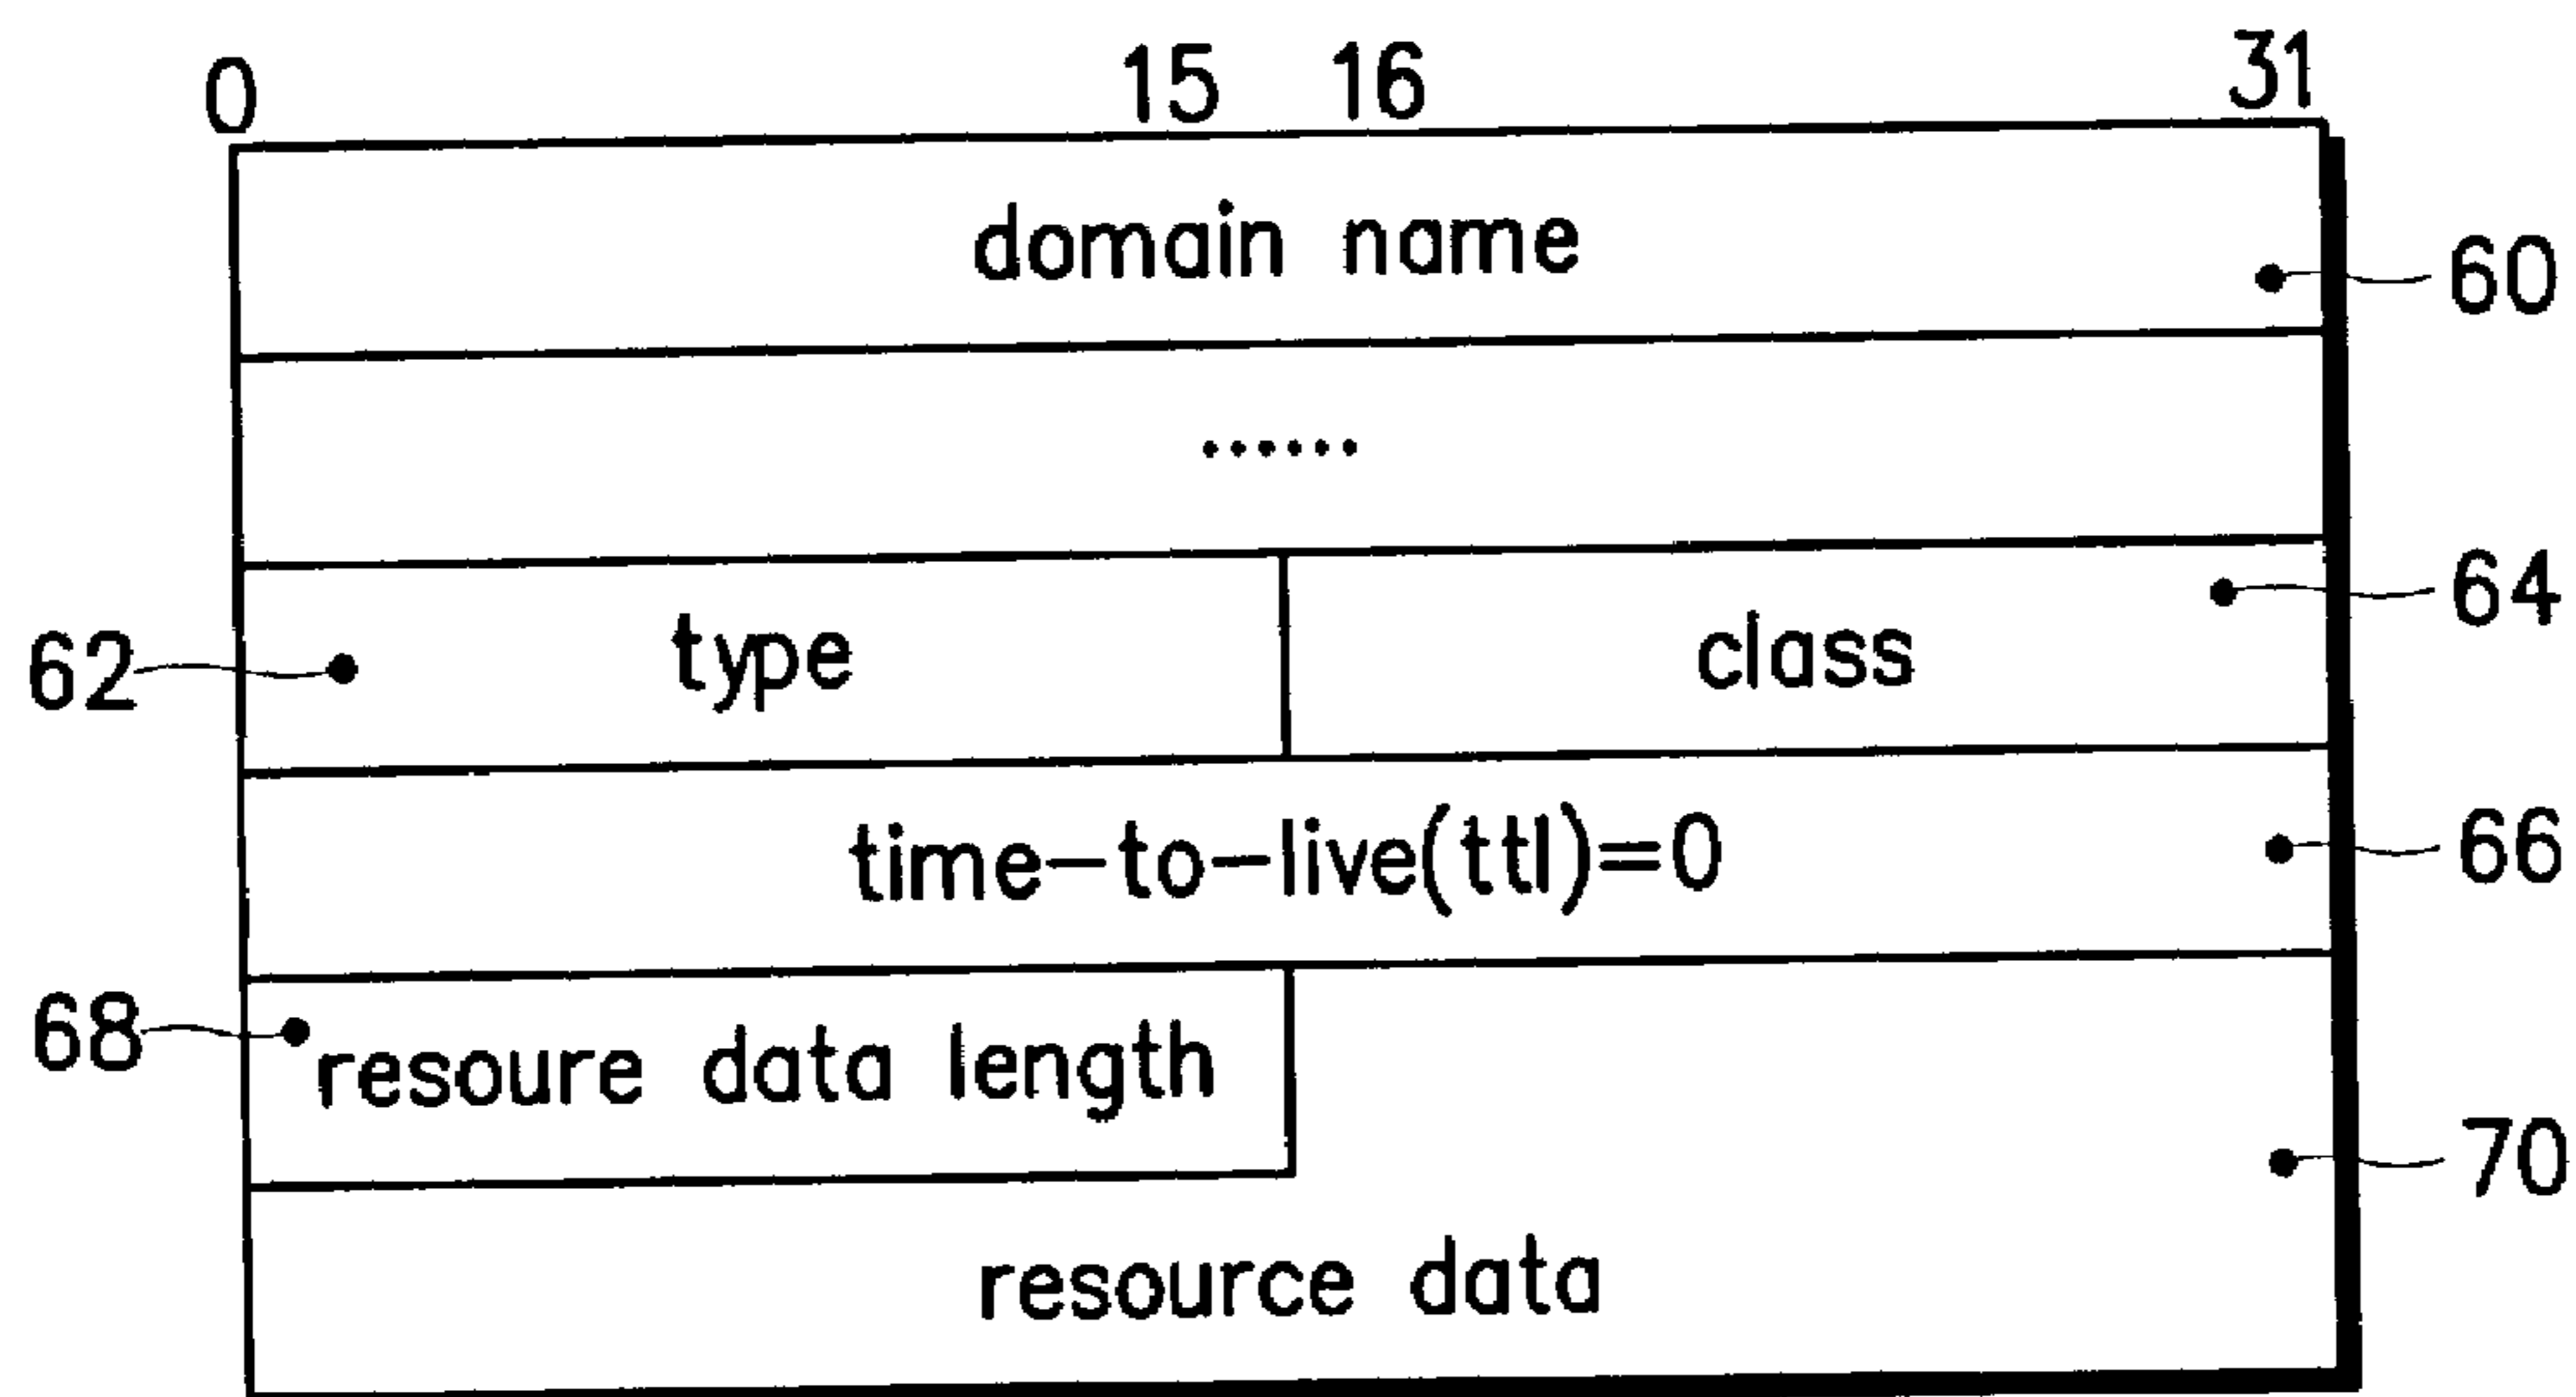 0 15 16 31
domain name
60
......
64
62 type class
time-to-live(ttl)=0 66
68 resoure data length
70
resource data